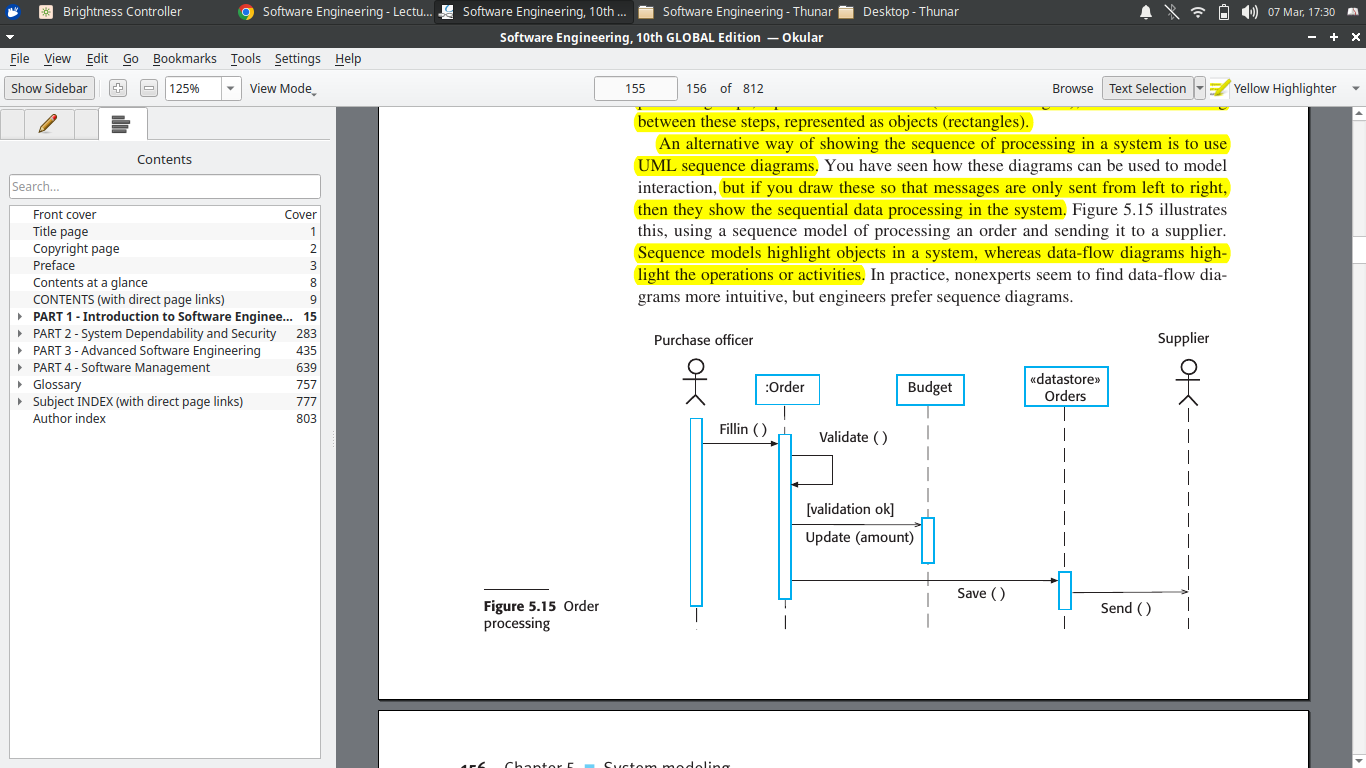 Brightness Controller
Software Engineering - Lectu...
Software Engineering, 10th ...
Software Engineering - Thunar
Desktop - Thunar
07 Mar, 17:30
Software Engineering, 10th GLOBAL Edition — Okular
File View Edit Go Bookmarks Tools Settings Help
Show Sidebar 125% View Mode 155 156 of 812 Browse Text Selection Yellow Highlighter
Contents
Search...
Front cover Cover
Title page 1
Copyright page 2
Preface 3
Contents at a glance 8
CONTENTS (with direct page links) 9
PART 1 - Introduction to Software Enginee... 15
PART 2 - System Dependability and Security 283
PART 3 - Advanced Software Engineering 435
PART 4 - Software Management 639
Glossary 757
Subject INDEX (with direct page links) 777
Author index 803
between these steps, represented as objects (rectangles).
An alternative way of showing the sequence of processing in a system is to use
UML sequence diagrams. You have seen how these diagrams can be used to model
interaction, but if you draw these so that messages are only sent from left to right,
then they show the sequential data processing in the system. Figure 5.15 illustrates
this, using a sequence model of processing an order and sending it to a supplier.
Sequence models highlight objects in a system, whereas data-flow diagrams high-
light the operations or activities. In practice, nonexperts seem to find data-flow dia-
grams more intuitive, but engineers prefer sequence diagrams.
Purchase officer
Supplier
:Order
Budget
«datastore»
Orders
Fillin ( )
Validate ( )
[validation ok]
Update (amount)
Save ( )
Send ( )
Figure 5.15 Order
processing
156 Chapter 5 System modeling